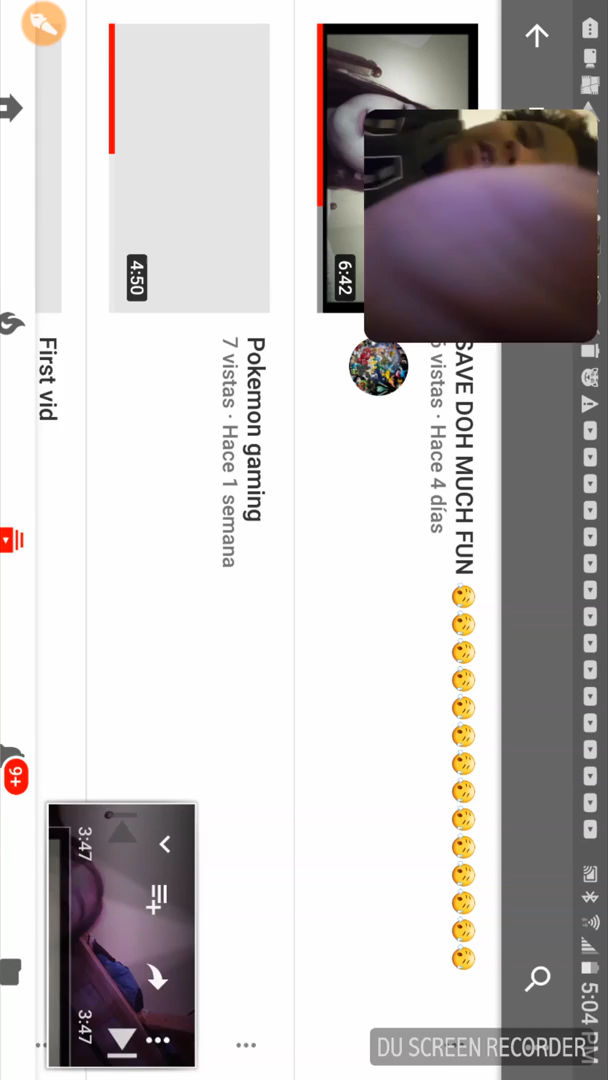 5:04 PM
SAVE DOH MUCH FUN
vistas · Hace 4 días
6:42
Pokemon gaming
7 vistas · Hace 1 semana
4:50
First vid
3:47
3:47
9+
DU SCREEN RECORDER